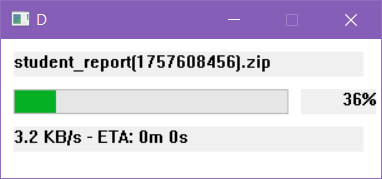 D
student_report(1757608456).zip
36%
3.2 KB/s - ETA: 0m 0s